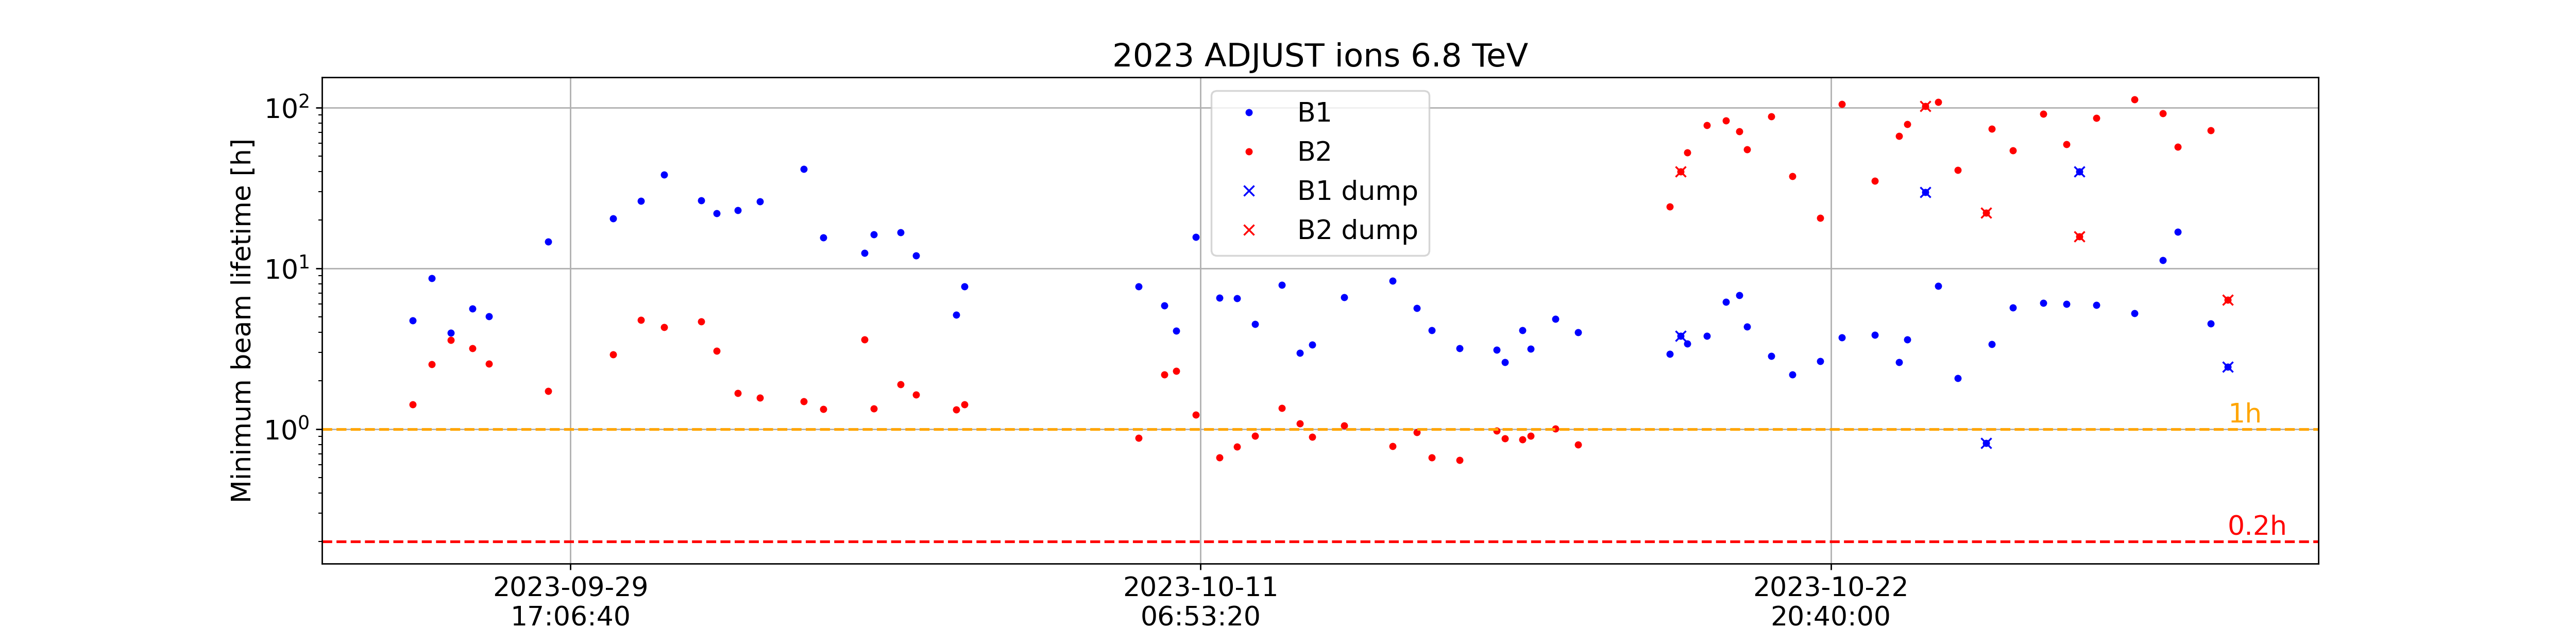 2023 ADJUST ions 6.8 TeV
Minimum beam lifetime [h]
10²
10¹
10⁰
B1
B2
B1 dump
B2 dump
1h
0.2h
2023-09-29
17:06:40
2023-10-11
06:53:20
2023-10-22
20:40:00